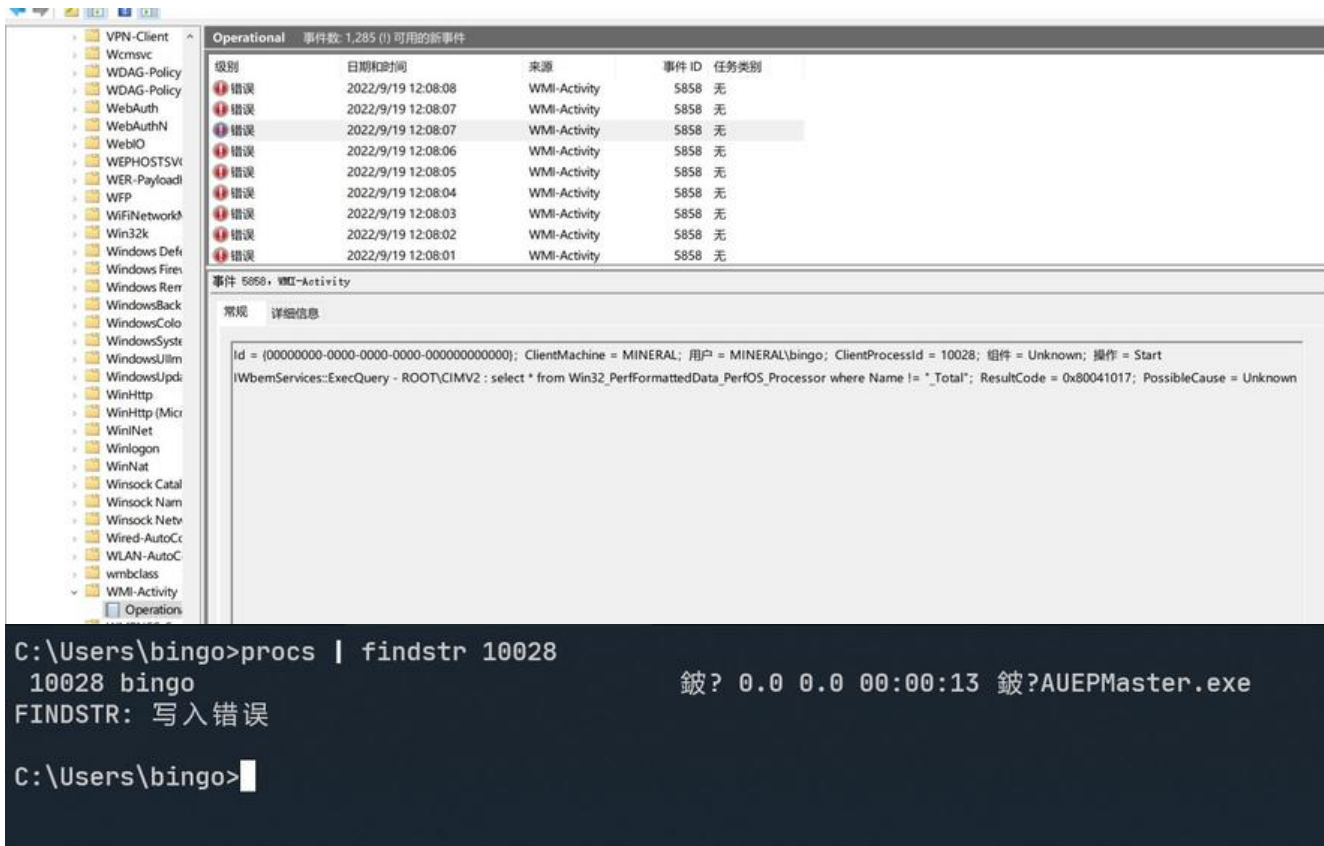 VPN-Client
Wcmsvc
WDAG-Policy
WDAG-Policy
WebAuth
WebAuthN
WebIO
WEPHOSTSV
WER-Payload
WFP
WiFiNetwork
Win32k
Windows Defe
Windows Firev
Windows Rem
WindowsBack
WindowsColo
WindowsSyste
WindowsUIIm
WindowsUpda
WinHttp
WinHttp (Micr
WinINet
Winlogon
WinNat
Winsock Catal
Winsock Nam
Winsock Netw
Wired-AutoCo
WLAN-AutoC
wmbclass
WMI-Activity
Operation
Operational 事件数: 1,285 (!) 可用的新事件
级别 日期和时间 来源 事件 ID 任务类别
错误 2022/9/19 12:08:08 WMI-Activity 5858 无
错误 2022/9/19 12:08:07 WMI-Activity 5858 无
错误 2022/9/19 12:08:07 WMI-Activity 5858 无
错误 2022/9/19 12:08:06 WMI-Activity 5858 无
错误 2022/9/19 12:08:05 WMI-Activity 5858 无
错误 2022/9/19 12:08:04 WMI-Activity 5858 无
错误 2022/9/19 12:08:03 WMI-Activity 5858 无
错误 2022/9/19 12:08:02 WMI-Activity 5858 无
错误 2022/9/19 12:08:01 WMI-Activity 5858 无
事件 5858，WMI-Activity
常规 详细信息
Id = {00000000-0000-0000-0000-000000000000}; ClientMachine = MINERAL; 用户 = MINERAL\bingo; ClientProcessId = 10028; 组件 = Unknown; 操作 = Start
IWbemServices::ExecQuery - ROOT\CIMV2 : select * from Win32_PerfFormattedData_PerfOS_Processor where Name != "_Total"; ResultCode = 0x80041017; PossibleCause = Unknown
C:\Users\bingo>procs | findstr 10028
10028 bingo 鈹? 0.0 0.0 00:00:13 鈹?AUEPMaster.exe
FINDSTR: 写入错误
C:\Users\bingo>